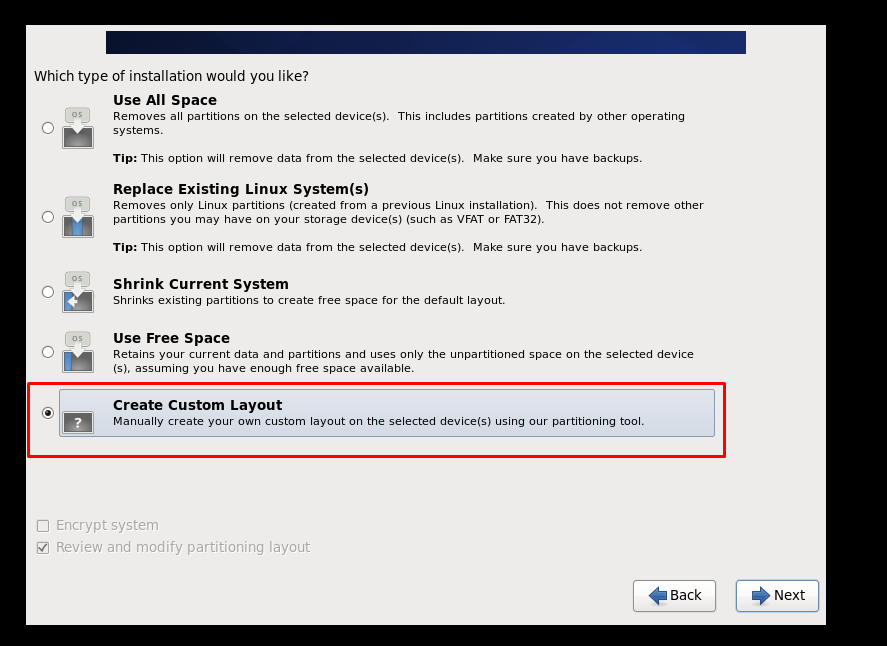 Which type of installation would you like?
OS
Use All Space
Removes all partitions on the selected device(s).  This includes partitions created by other operating
systems.
Tip: This option will remove data from the selected device(s).  Make sure you have backups.
OS
Replace Existing Linux System(s)
Removes only Linux partitions (created from a previous Linux installation).  This does not remove other
partitions you may have on your storage device(s) (such as VFAT or FAT32).
Tip: This option will remove data from the selected device(s).  Make sure you have backups.
OS
Shrink Current System
Shrinks existing partitions to create free space for the default layout.
OS
Use Free Space
Retains your current data and partitions and uses only the unpartitioned space on the selected device
(s), assuming you have enough free space available.
?
Create Custom Layout
Manually create your own custom layout on the selected device(s) using our partitioning tool.
Encrypt system
Review and modify partitioning layout
Back
Next